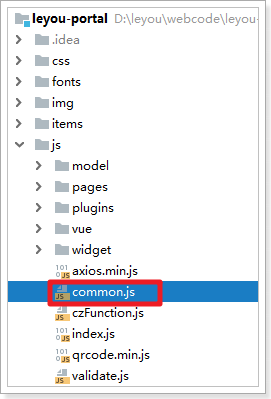 leyou-portal D:\leyou\webcode\leyou-
.idea
css
fonts
img
items
js
model
pages
plugins
vue
widget
axios.min.js
common.js
czFunction.js
index.js
qrcode.min.js
validate.js